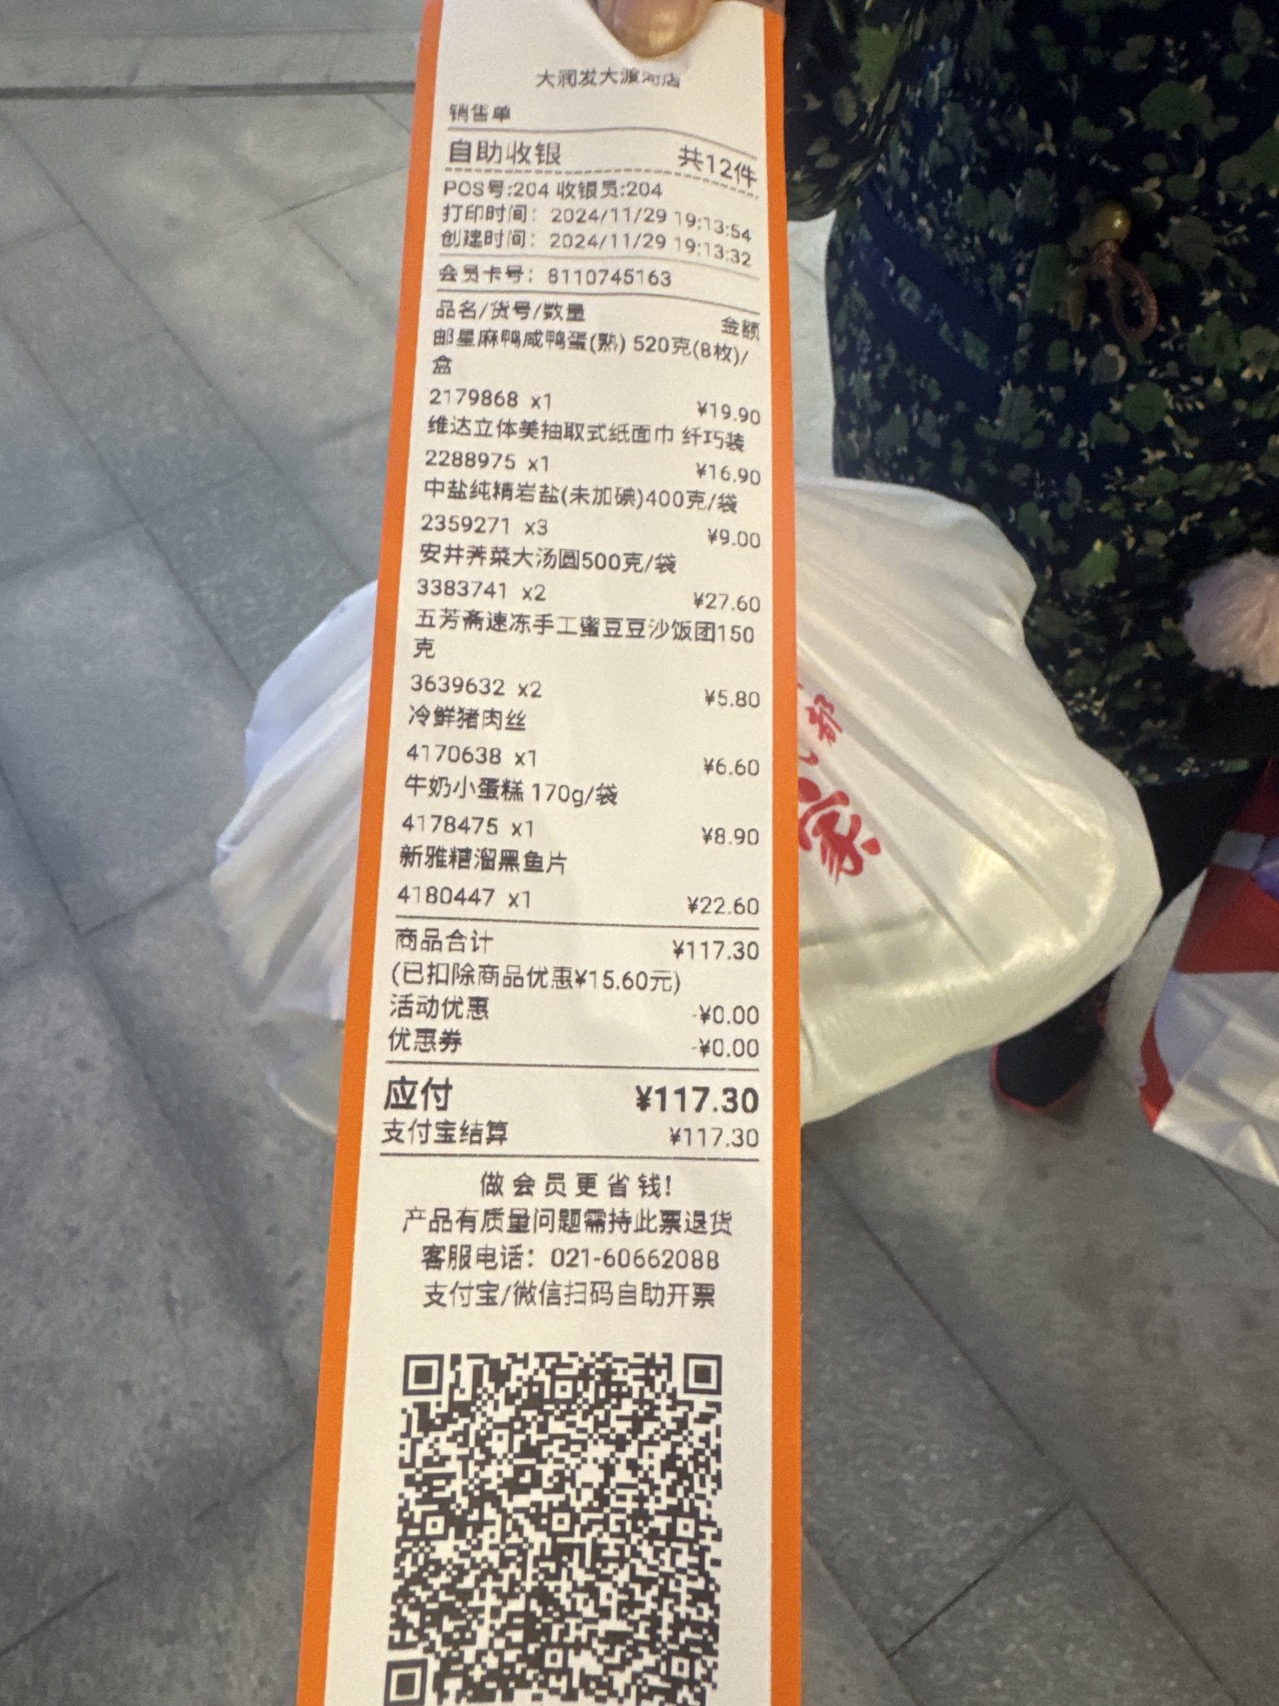 大润发大渡河店
销售单
自助收银 共12件
POS号:204 收银员:204
打印时间: 2024/11/29 19:13:54
创建时间: 2024/11/29 19:13:32
会员卡号: 8110745163
品名/货号/数量 金额
邮星麻鸭咸鸭蛋(熟) 520克(8枚)/
盒
2179868 x1 ¥19.90
维达立体美抽取式纸面巾 纤巧装
2288975 x1 ¥16.90
中盐纯精岩盐(未加碘)400克/袋
2359271 x3 ¥9.00
安井荠菜大汤圆500克/袋
3383741 x2 ¥27.60
五芳斋速冻手工蜜豆豆沙饭团150
克
3639632 x2 ¥5.80
冷鲜猪肉丝
4170638 x1 ¥6.60
牛奶小蛋糕 170g/袋
4178475 x1 ¥8.90
新雅糟溜黑鱼片
4180447 x1 ¥22.60
商品合计 ¥117.30
(已扣除商品优惠¥15.60元)
活动优惠 -¥0.00
优惠券 -¥0.00
应付 ¥117.30
支付宝结算 ¥117.30
做会员更省钱!
产品有质量问题需持此票退货
客服电话: 021-60662088
支付宝/微信扫码自助开票